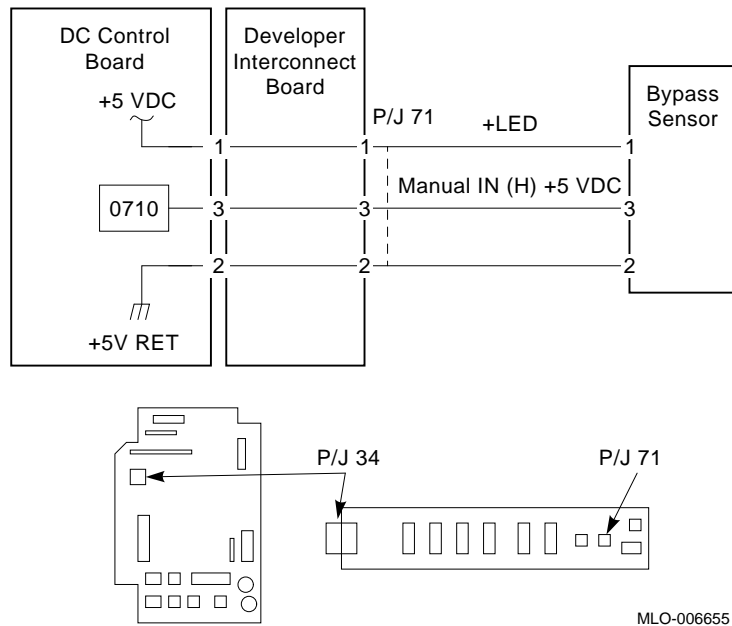 DC Control
Board
Developer
Interconnect
Board
+5 VDC
P/J 71
+LED
Bypass
Sensor
1
1
1
Manual IN (H) +5 VDC
0710
3
3
3
2
2
2
+5V RET
P/J 34
P/J 71
MLO-006655